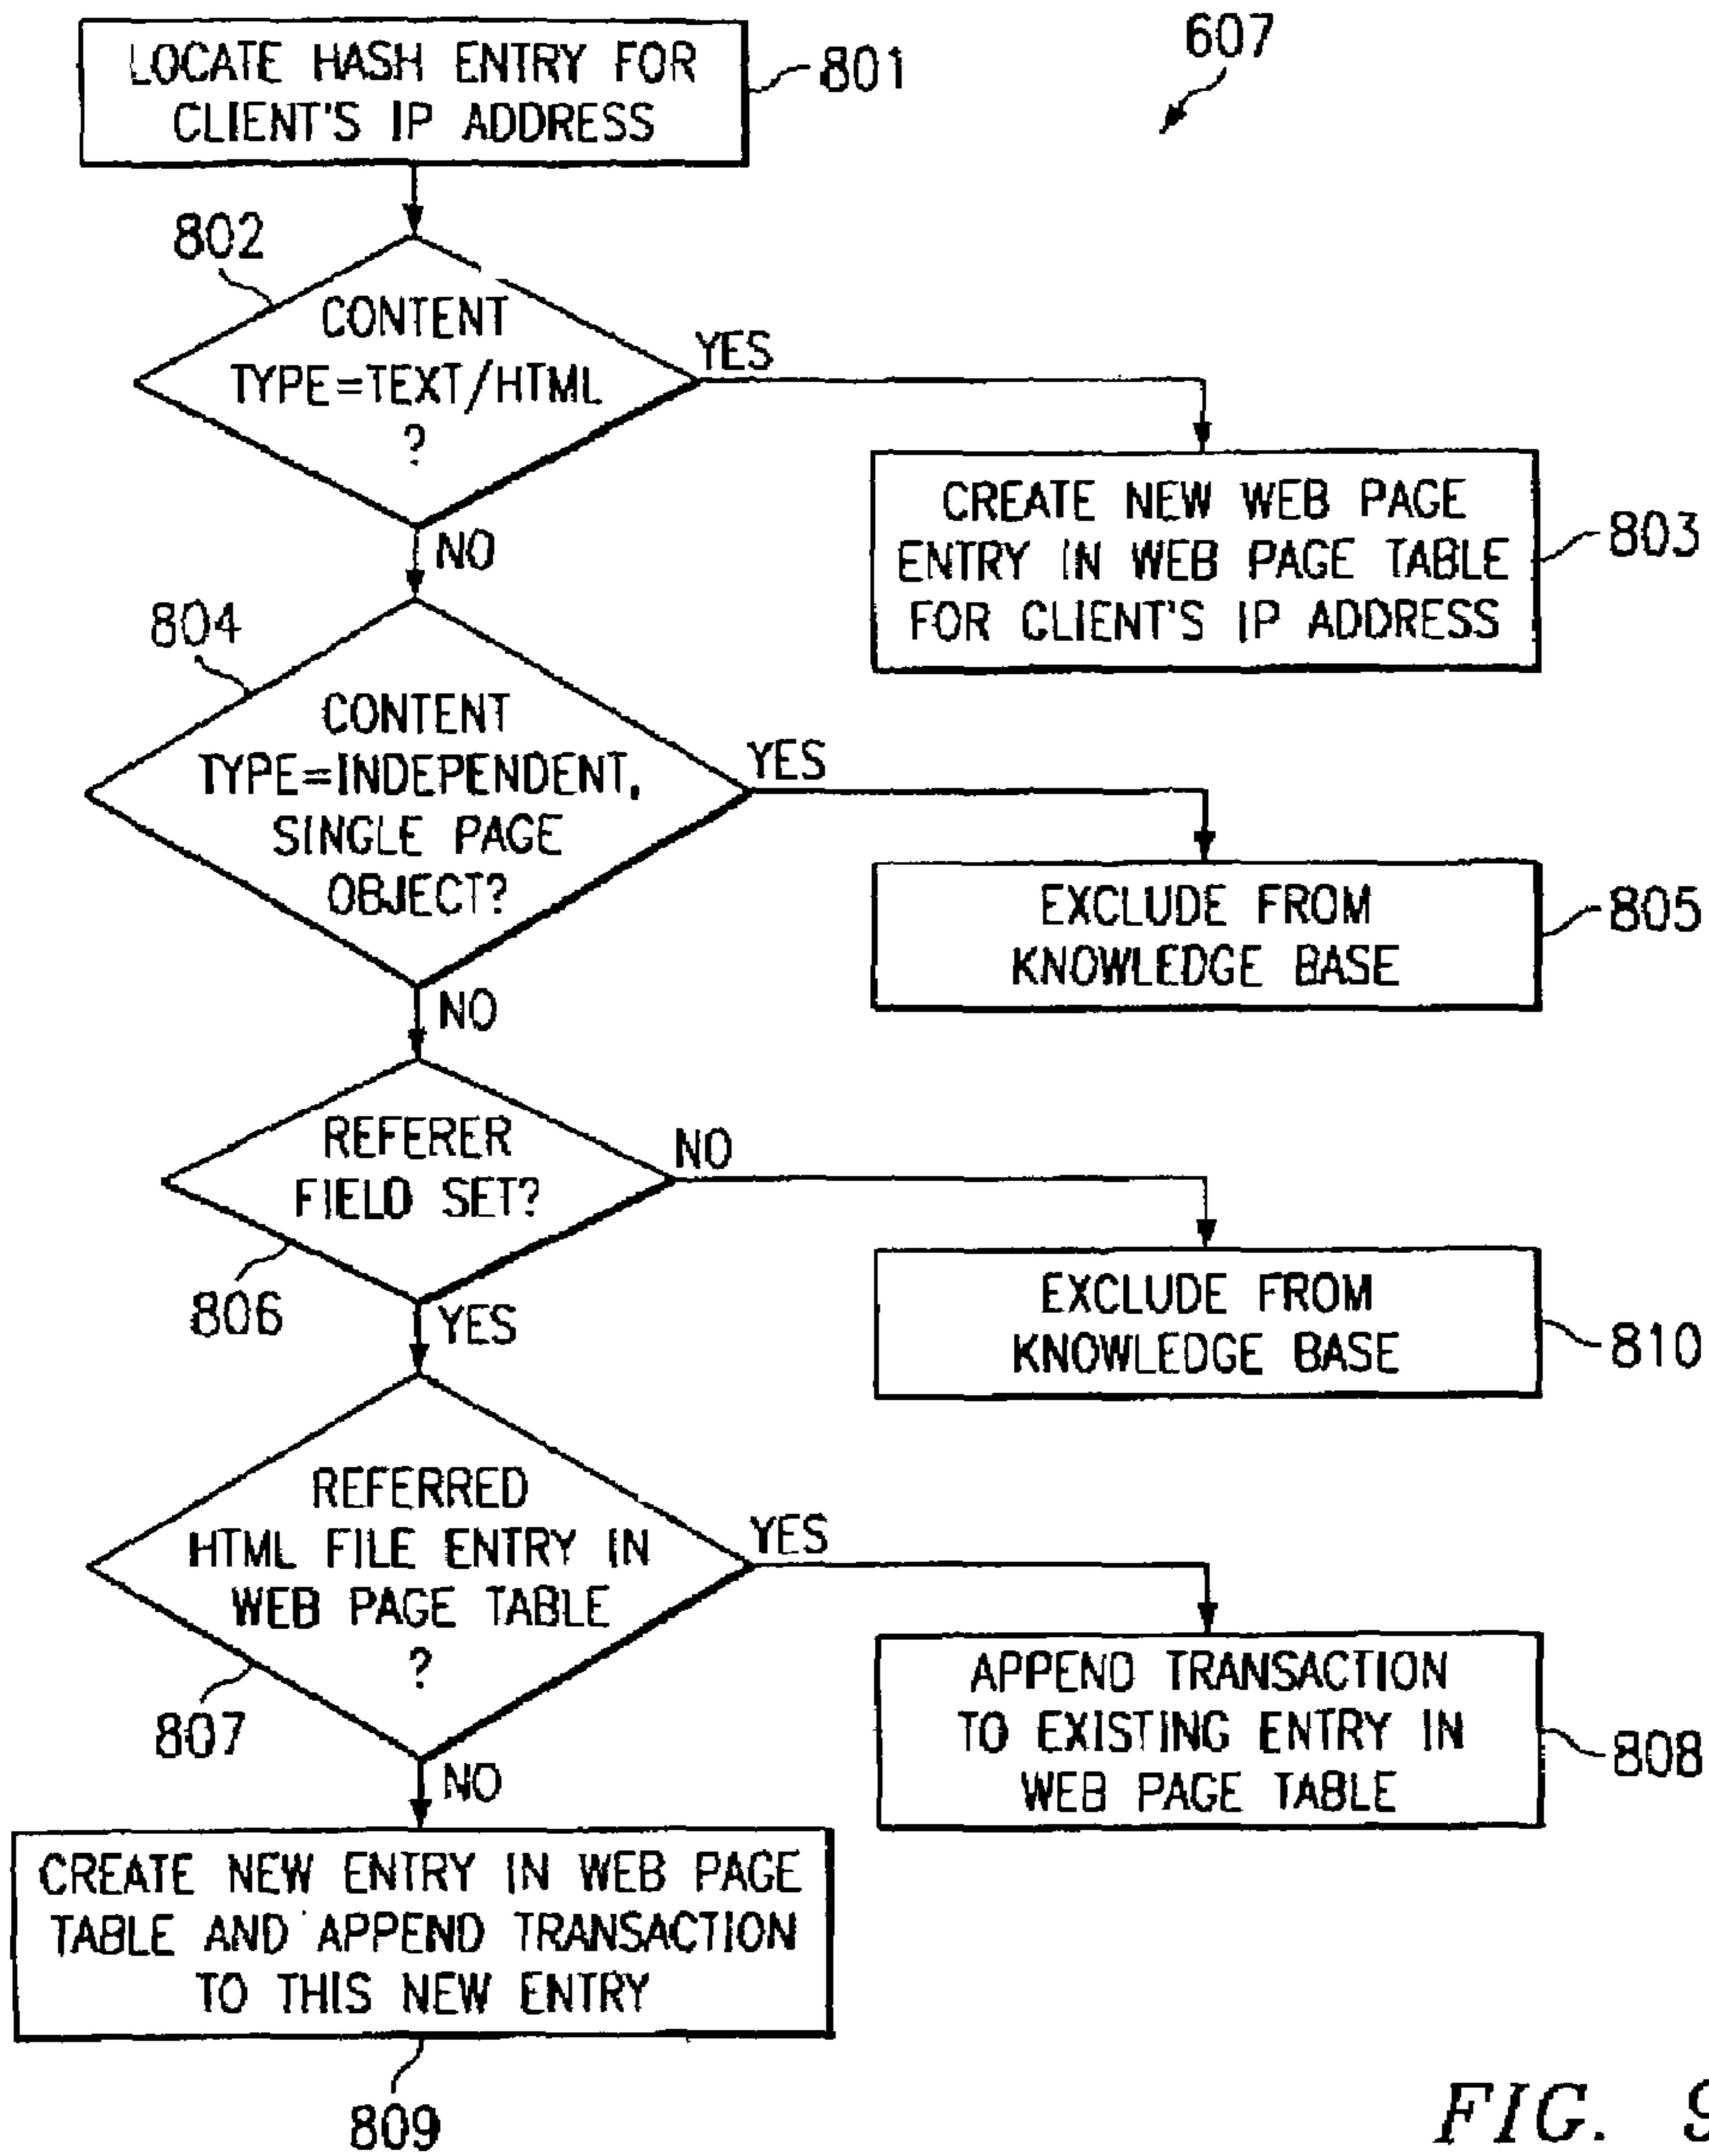 607
LOCATE HASH ENTRY FOR
CLIENT'S IP ADDRESS
801
802
CONTENT
TYPE=TEXT/HTML
?
YES
NO
CREATE NEW WEB PAGE
ENTRY IN WEB PAGE TABLE
FOR CLIENT'S IP ADDRESS
803
804
CONTENT
TYPE=INDEPENDENT,
SINGLE PAGE
OBJECT?
YES
NO
EXCLUDE FROM
KNOWLEDGE BASE
805
REFERER
FIELD SET?
NO
806
YES
EXCLUDE FROM
KNOWLEDGE BASE
810
REFERRED
HTML FILE ENTRY IN
WEB PAGE TABLE
?
YES
807
NO
APPEND TRANSACTION
TO EXISTING ENTRY IN
WEB PAGE TABLE
808
CREATE NEW ENTRY IN WEB PAGE
TABLE AND APPEND TRANSACTION
TO THIS NEW ENTRY
809
FIG. 9